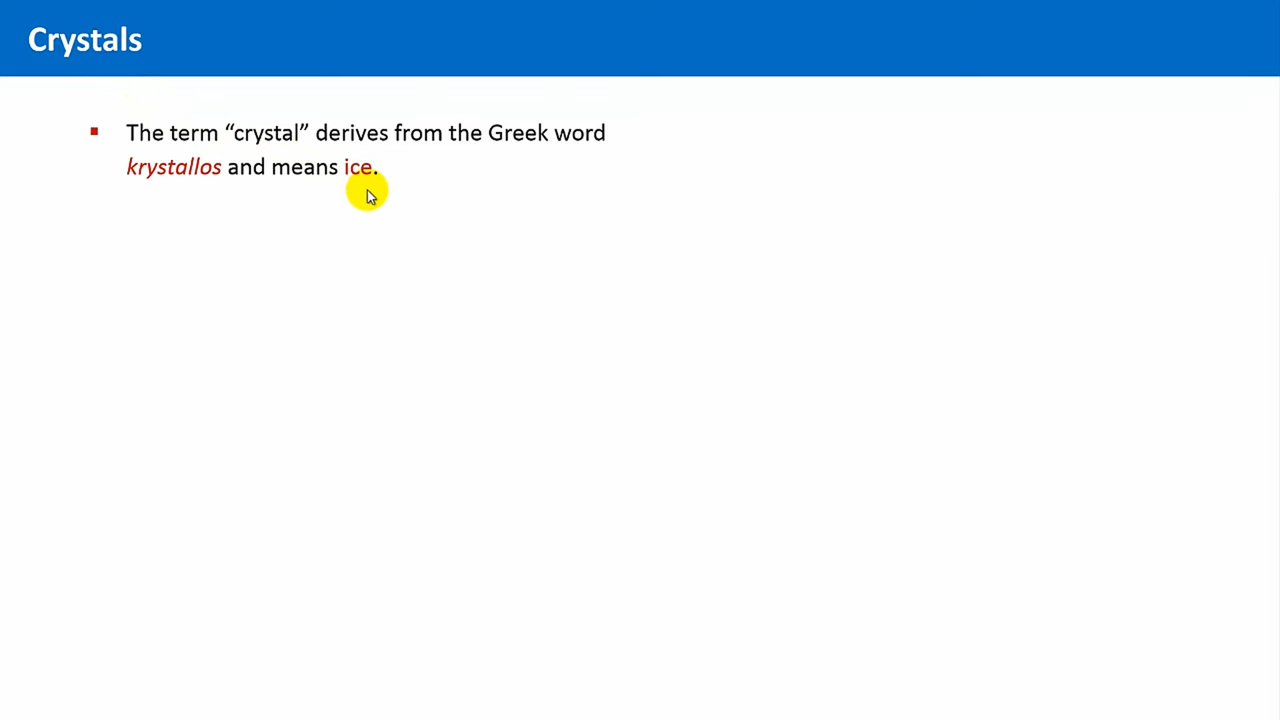 Crystals
The term “crystal” derives from the Greek word
krystallos and means ice.